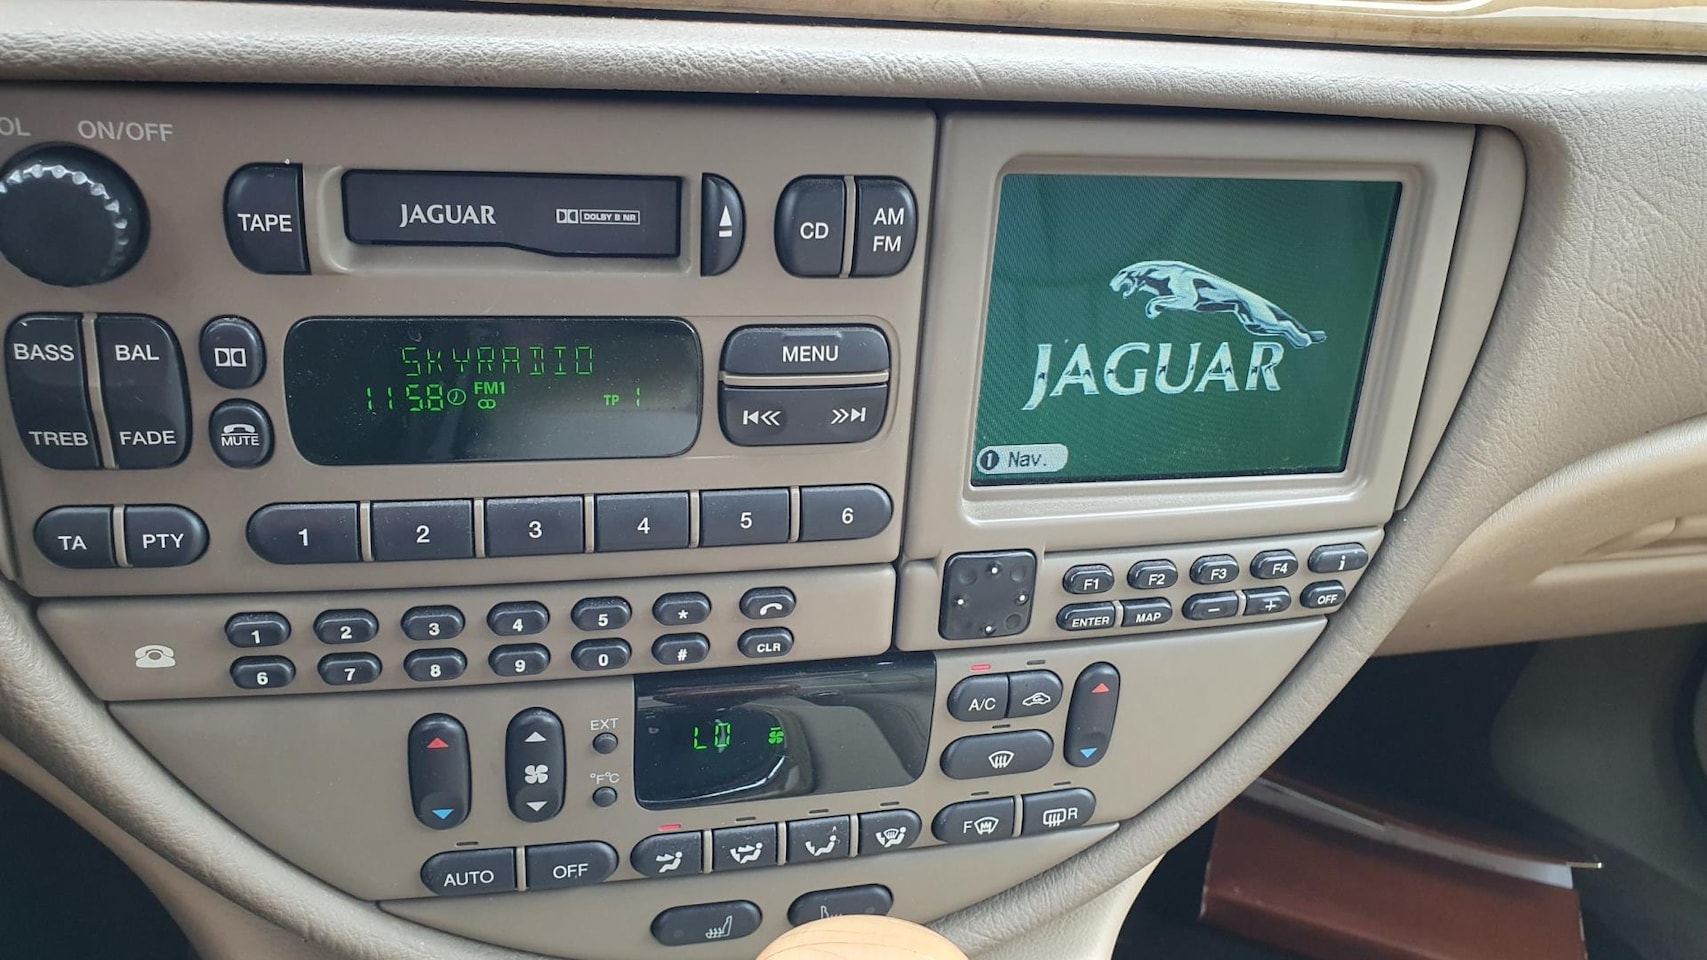 OL ON/OFF
TAPE
JAGUAR DOLBY B NR
CD
AM
FM
BASS BAL
TREB FADE
MUTE
SKYRADIO
11:58 FM1
TP 1
MENU
TA PTY
1 2 3 4 5 6
JAGUAR
1 Nav.
F1 F2 F3 F4 i
ENTER MAP - + OFF
1 2 3 4 5 *
6 7 8 9 0 # CLR
EXT
°F°C
LO
A/C
AUTO OFF
F R